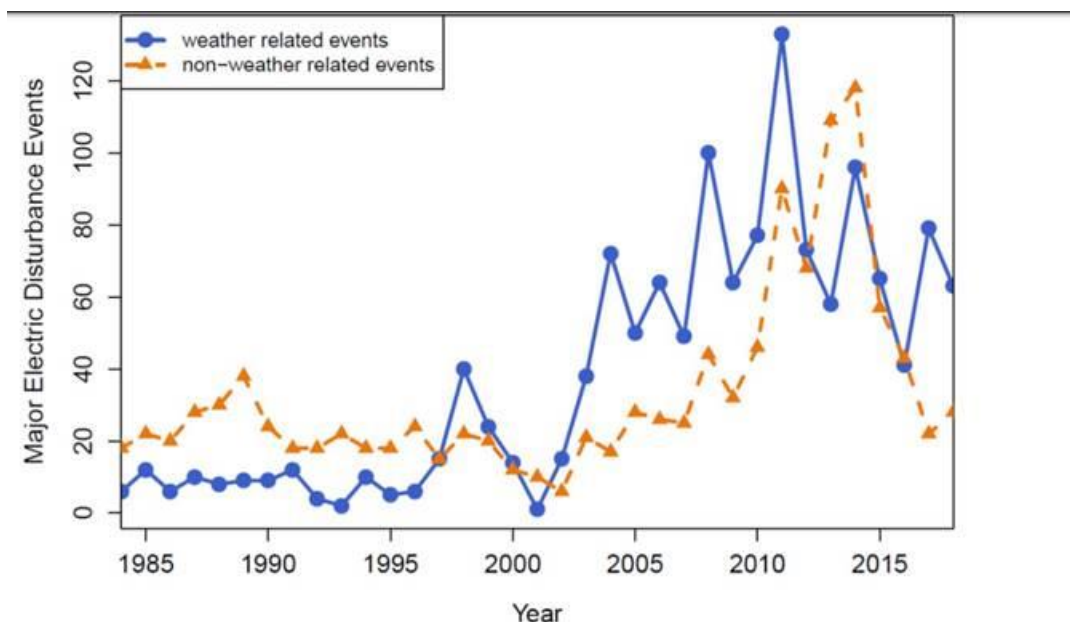 weather related events
non-weather related events
Major Electric Disturbance Events
120
100
80
60
40
20
0
1985 1990 1995 2000 2005 2010 2015
Year